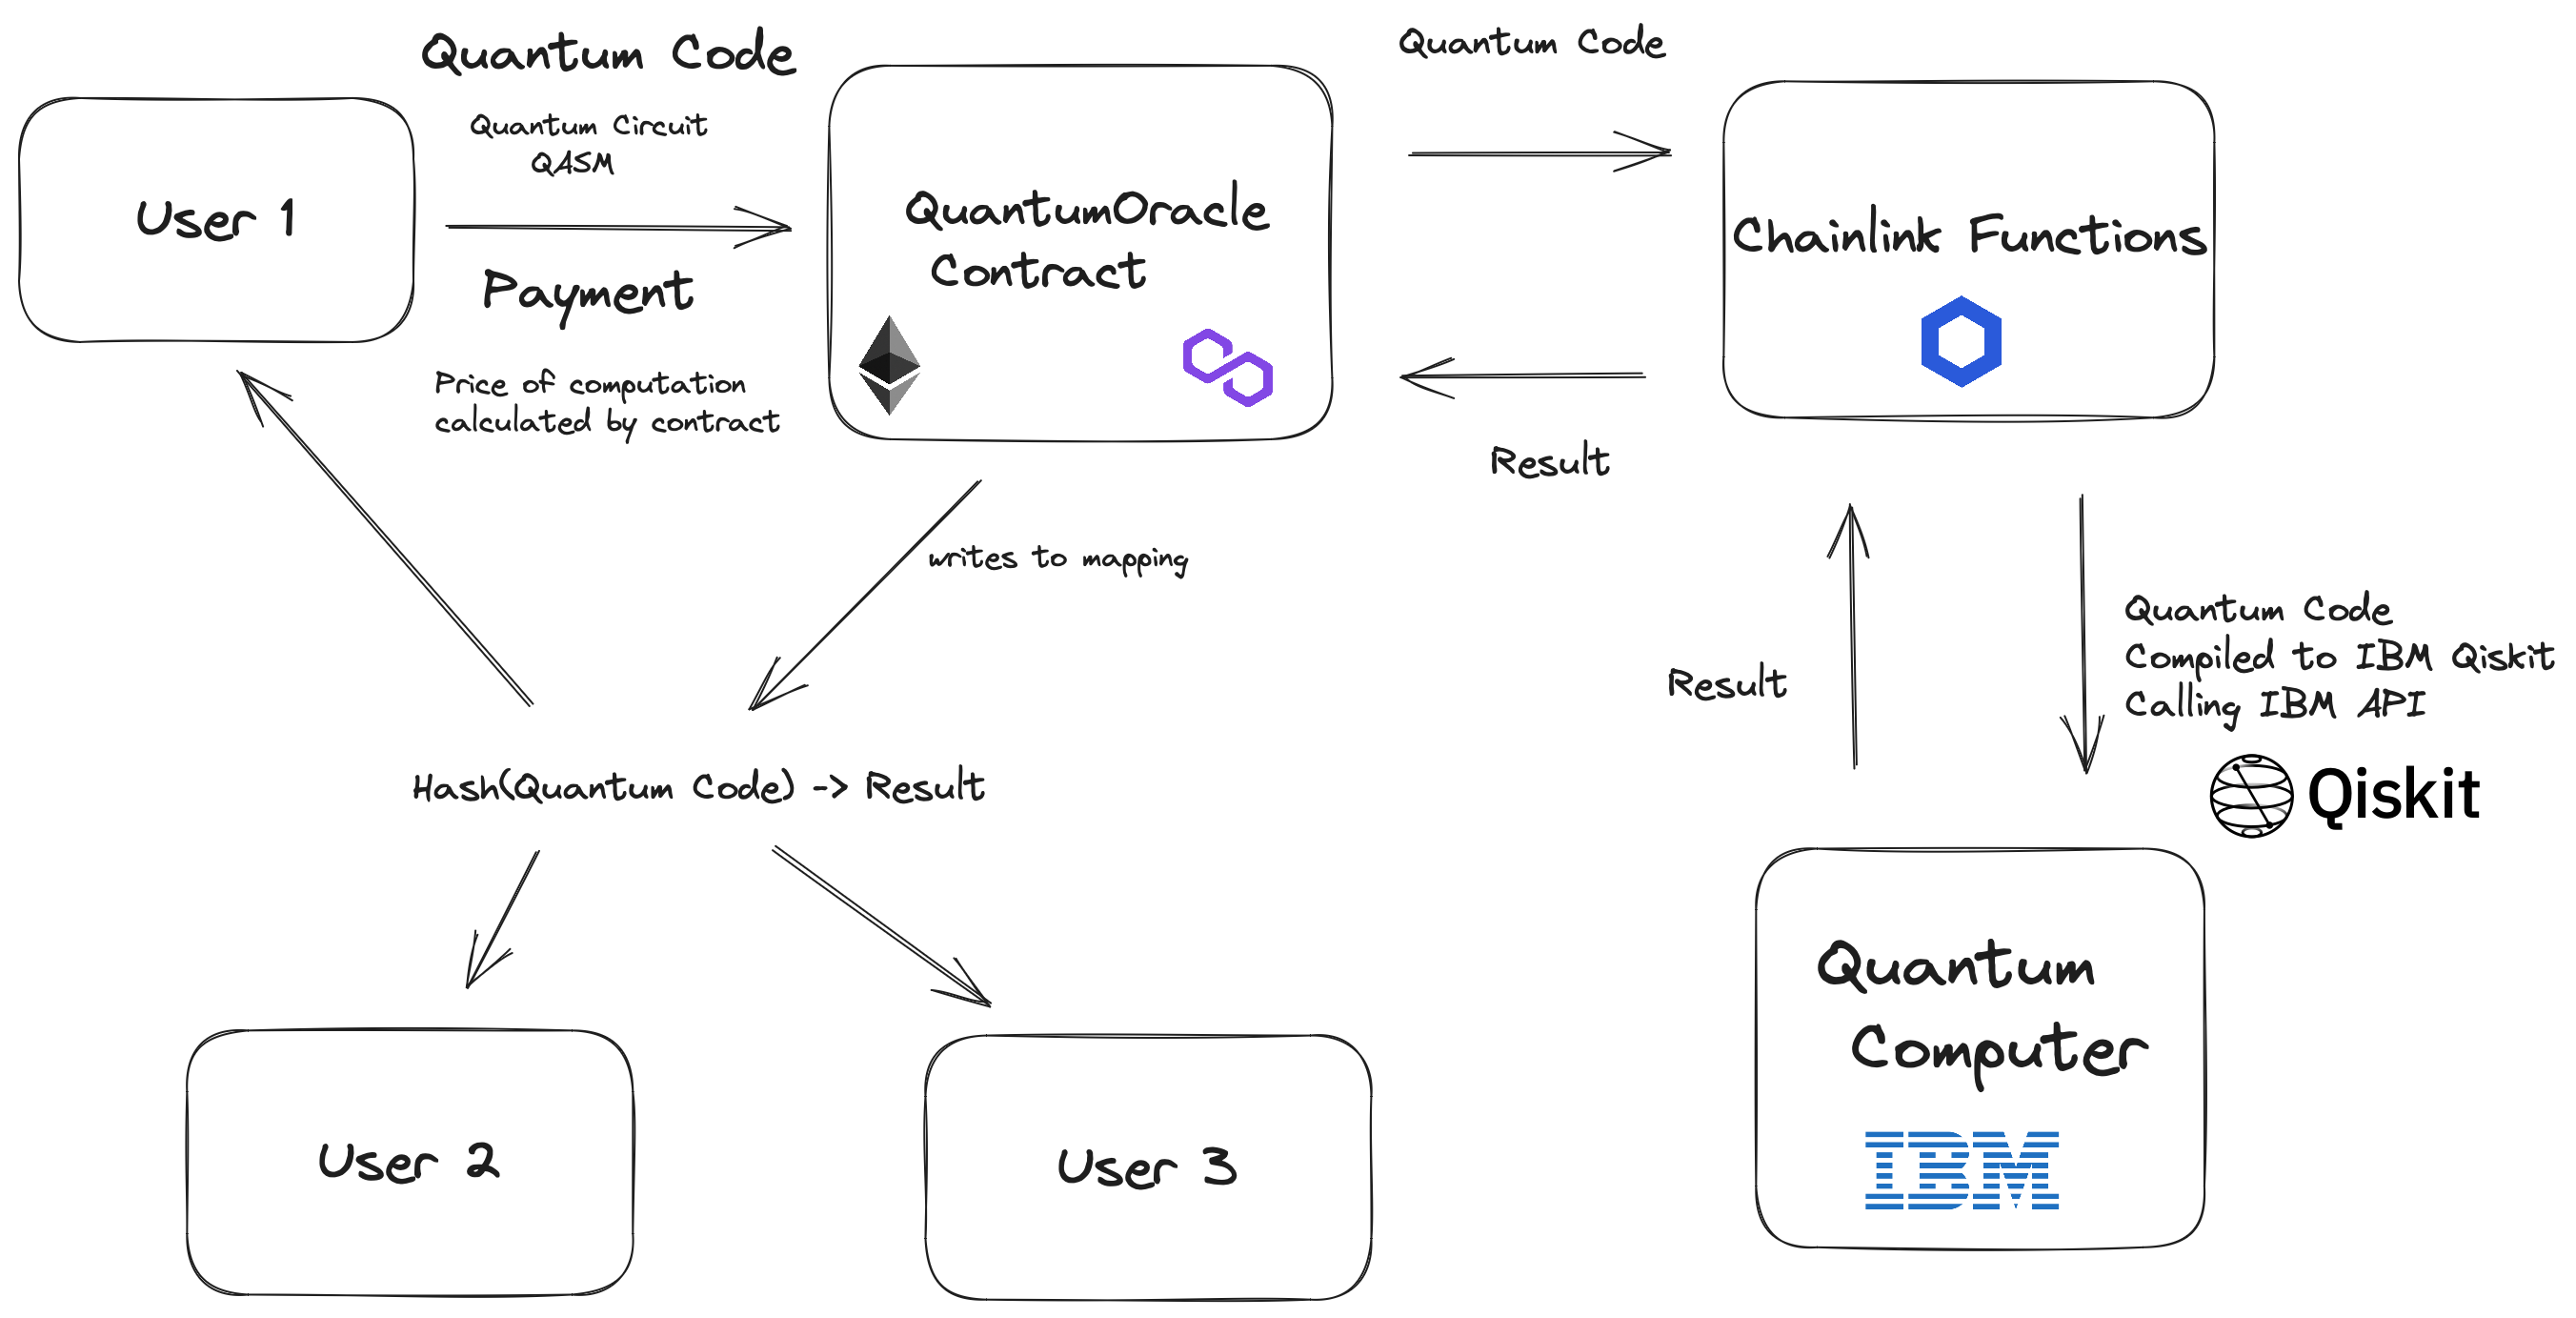 Quantum Code
Quantum Circuit
QASM
User 1
Payment
Price of computation
calculated by contract
QuantumOracle
Contract
Quantum Code
Chainlink Functions
Result
writes to mapping
Hash(Quantum Code) -> Result
Result
Quantum Code
Compiled to IBM Qiskit
Calling IBM API
Qiskit
Quantum
Computer
IBM
User 2
User 3